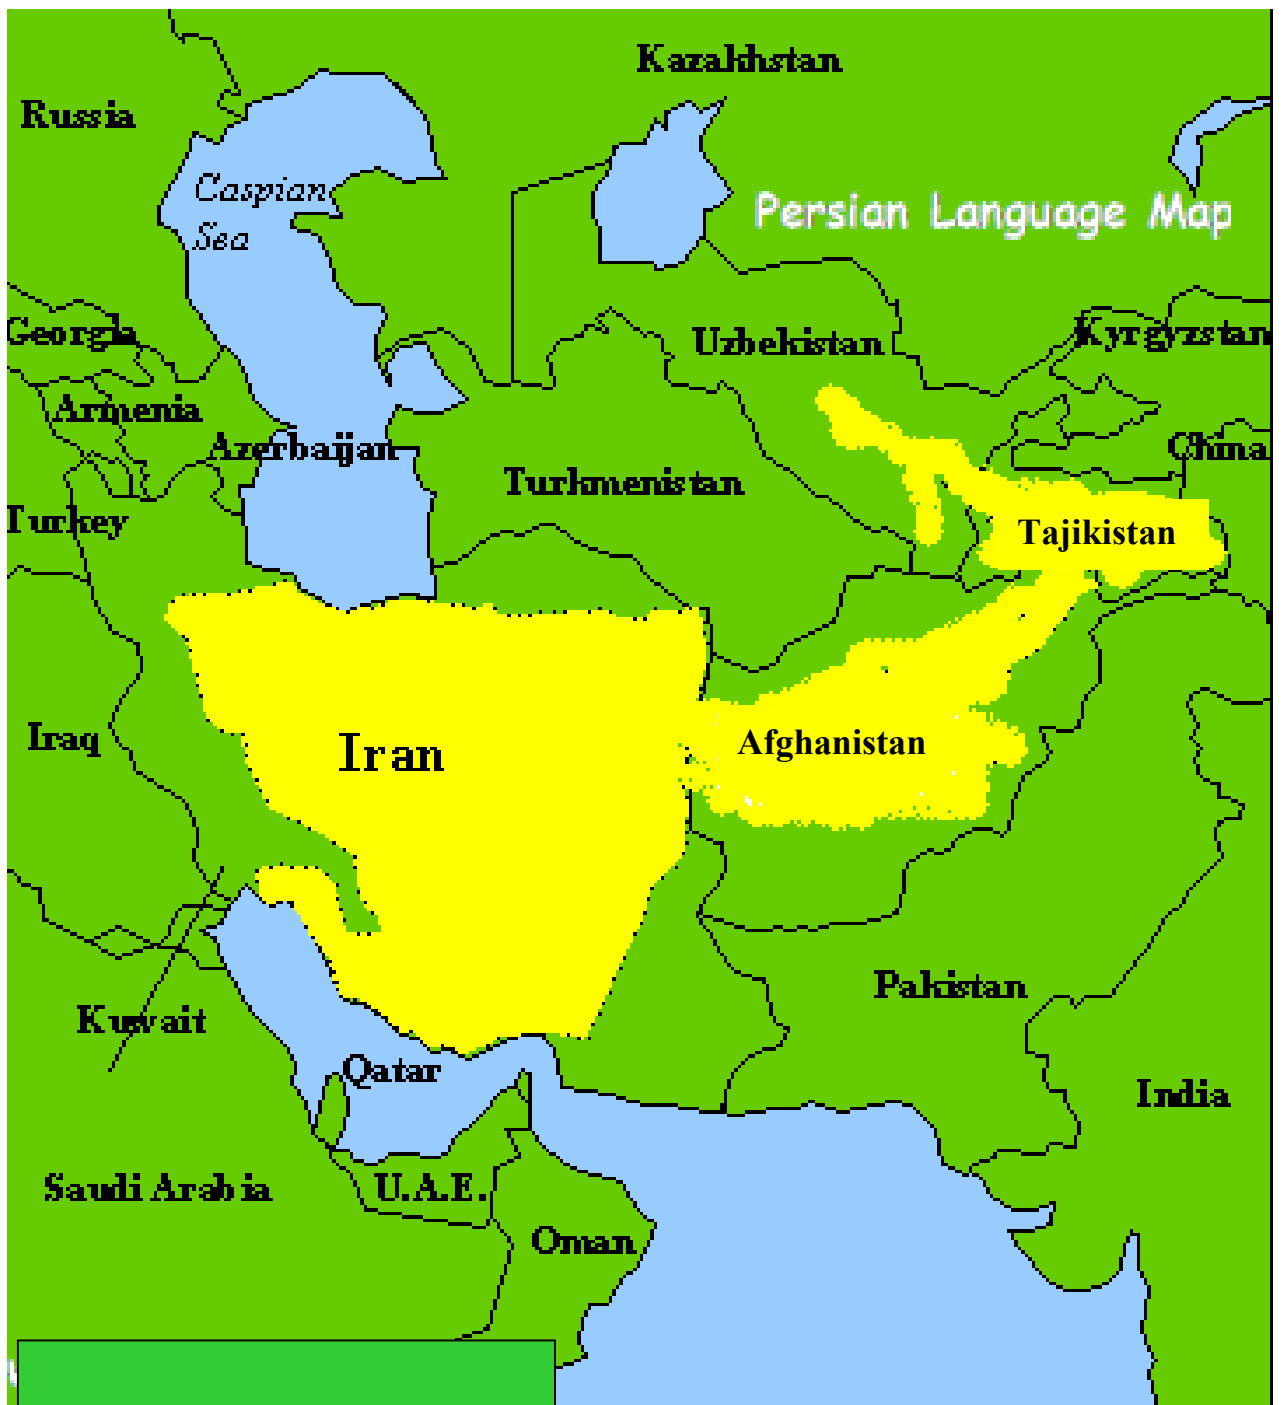 Kazakhstan
Russia
Caspian
Sea
Persian Language Map
Georgia
Uzbekistan
Kyrgyzstan
Armenia
Azerbaijan
China
Turkmenistan
Turkey
Tajikistan
Iraq
Iran
Afghanistan
Pakistan
Kuwait
Qatar
India
Saudi Arabia
U.A.E.
Oman